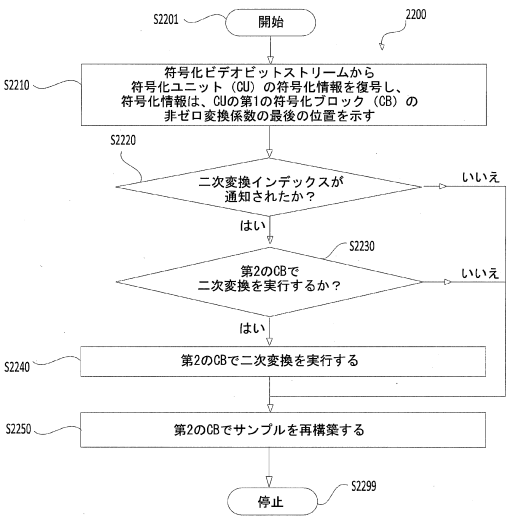 S2201
開始
2200
S2210
符号化ビデオビットストリームから
符号化ユニット（CU）の符号化情報を復号し、
符号化情報は、CUの第1の符号化ブロック（CB）の
非ゼロ変換係数の最後の位置を示す
S2220
二次変換インデックスが
通知されたか？
いいえ
はい
S2230
第2のCBで
二次変換を実行するか？
いいえ
はい
S2240
第2のCBで二次変換を実行する
S2250
第2のCBでサンプルを再構築する
停止
S2299